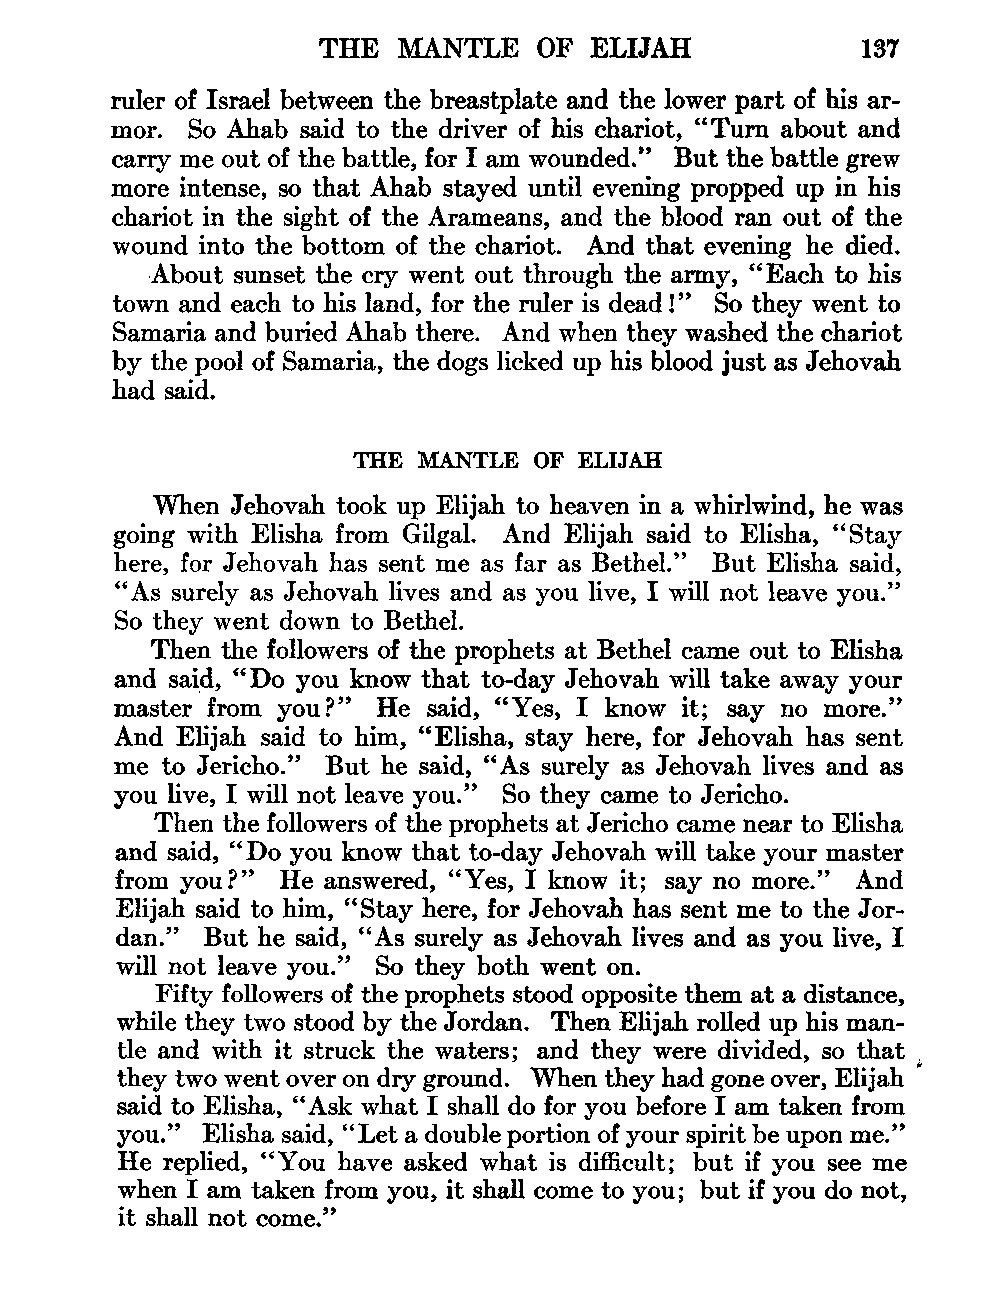 THE MANTLE OF ELIJAH 137
ruler of Israel between the breastplate and the lower part of his ar-
mor. So Ahab said to the driver of his chariot, “Turn about and
carry me out of the battle, for I am wounded.” But the battle grew
more intense, so that Ahab stayed until evening propped up in his
chariot in the sight of the Arameans, and the blood ran out of the
wound into the bottom of the chariot. And that evening he died.
About sunset the cry went out through the army, “Each to his
town and each to his land, for the ruler is dead!” So they went to
Samaria and buried Ahab there. And when they washed the chariot
by the pool of Samaria, the dogs licked up his blood just as Jehovah
had said.
THE MANTLE OF ELIJAH
When Jehovah took up Elijah to heaven in a whirlwind, he was
going with Elisha from Gilgal. And Elijah said to Elisha, “Stay
here, for Jehovah has sent me as far as Bethel.” But Elisha said,
“As surely as Jehovah lives and as you live, I will not leave you.”
So they went down to Bethel.
Then the followers of the prophets at Bethel came out to Elisha
and said, “Do you know that to-day Jehovah will take away your
master from you?” He said, “Yes, I know it; say no more.”
And Elijah said to him, “Elisha, stay here, for Jehovah has sent
me to Jericho.” But he said, “As surely as Jehovah lives and as
you live, I will not leave you.” So they came to Jericho.
Then the followers of the prophets at Jericho came near to Elisha
and said, “Do you know that to-day Jehovah will take your master
from you?” He answered, “Yes, I know it; say no more.” And
Elijah said to him, “Stay here, for Jehovah has sent me to the Jor-
dan.” But he said, “As surely as Jehovah lives and as you live, I
will not leave you.” So they both went on.
Fifty followers of the prophets stood opposite them at a distance,
while they two stood by the Jordan. Then Elijah rolled up his man-
tle and with it struck the waters; and they were divided, so that
they two went over on dry ground. When they had gone over, Elijah
said to Elisha, “Ask what I shall do for you before I am taken from
you.” Elisha said, “Let a double portion of your spirit be upon me.”
He replied, “You have asked what is difficult; but if you see me
when I am taken from you, it shall come to you; but if you do not,
it shall not come.”